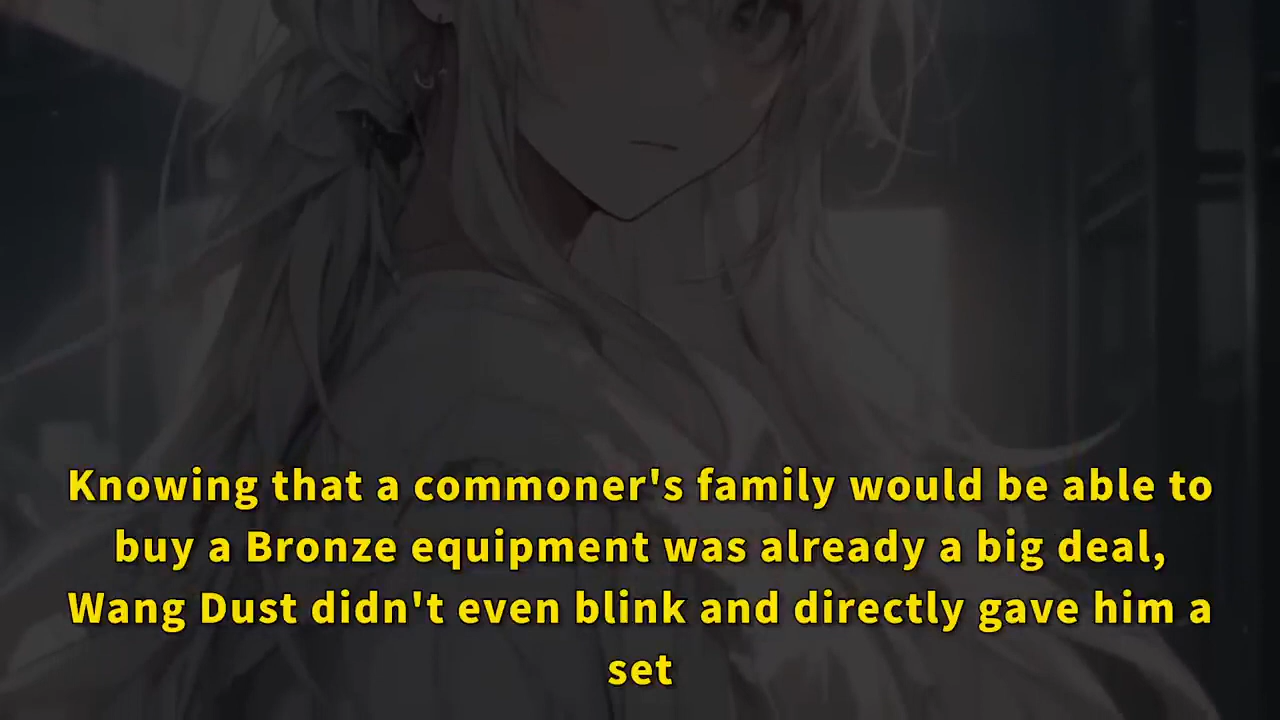 Knowing that a commoner's family would be able to
buy a Bronze equipment was already a big deal,
Wang Dust didn't even blink and directly gave him a
set